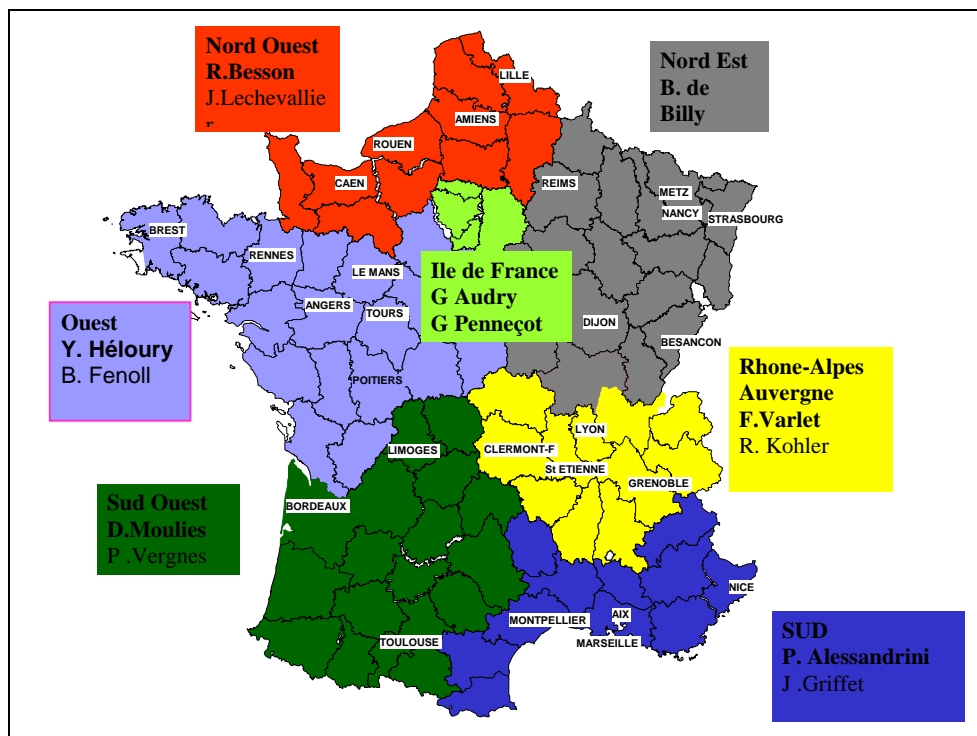 Nord Ouest
R.Besson
J.Lechevallie
r
Nord Est
B. de
Billy
LILLE
AMIENS
ROUEN
CAEN
REIMS
METZ
NANCY
STRASBOURG
BREST
RENNES
LE MANS
ANGERS
TOURS
Ile de France
G Audry
G Penneçot
DIJON
BESANCON
Ouest
Y. Héloury
B. Fenoll
POITIERS
Rhone-Alpes
Auvergne
F.Varlet
R. Kohler
LIMOGES
CLERMONT-F
LYON
St ETIENNE
GRENOBLE
BORDEAUX
Sud Ouest
D.Moulies
P .Vergnes
NICE
MONTPELLIER
AIX
MARSEILLE
TOULOUSE
SUD
P. Alessandrini
J .Griffet